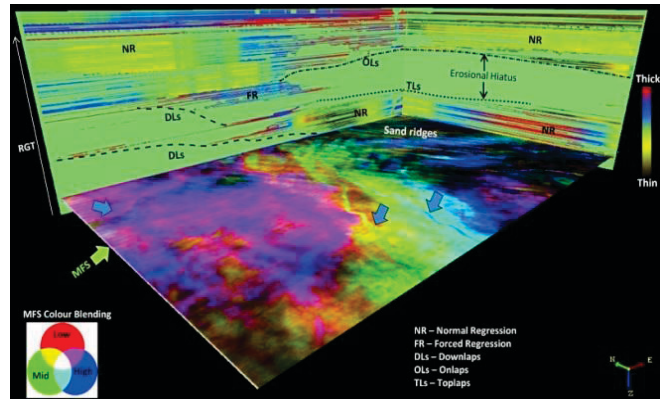 NR
OLs
NR
Erosional Hiatus
Thick
FR
TLs
DLs
NR
NR
RGT
Sand ridges
DLs
Thin
MFS
MFS Colour Blending
Low
Mid
High
NR – Normal Regression
FR – Forced Regression
DLs – Downlaps
OLs – Onlaps
TLs – Toplaps
N
E
Z